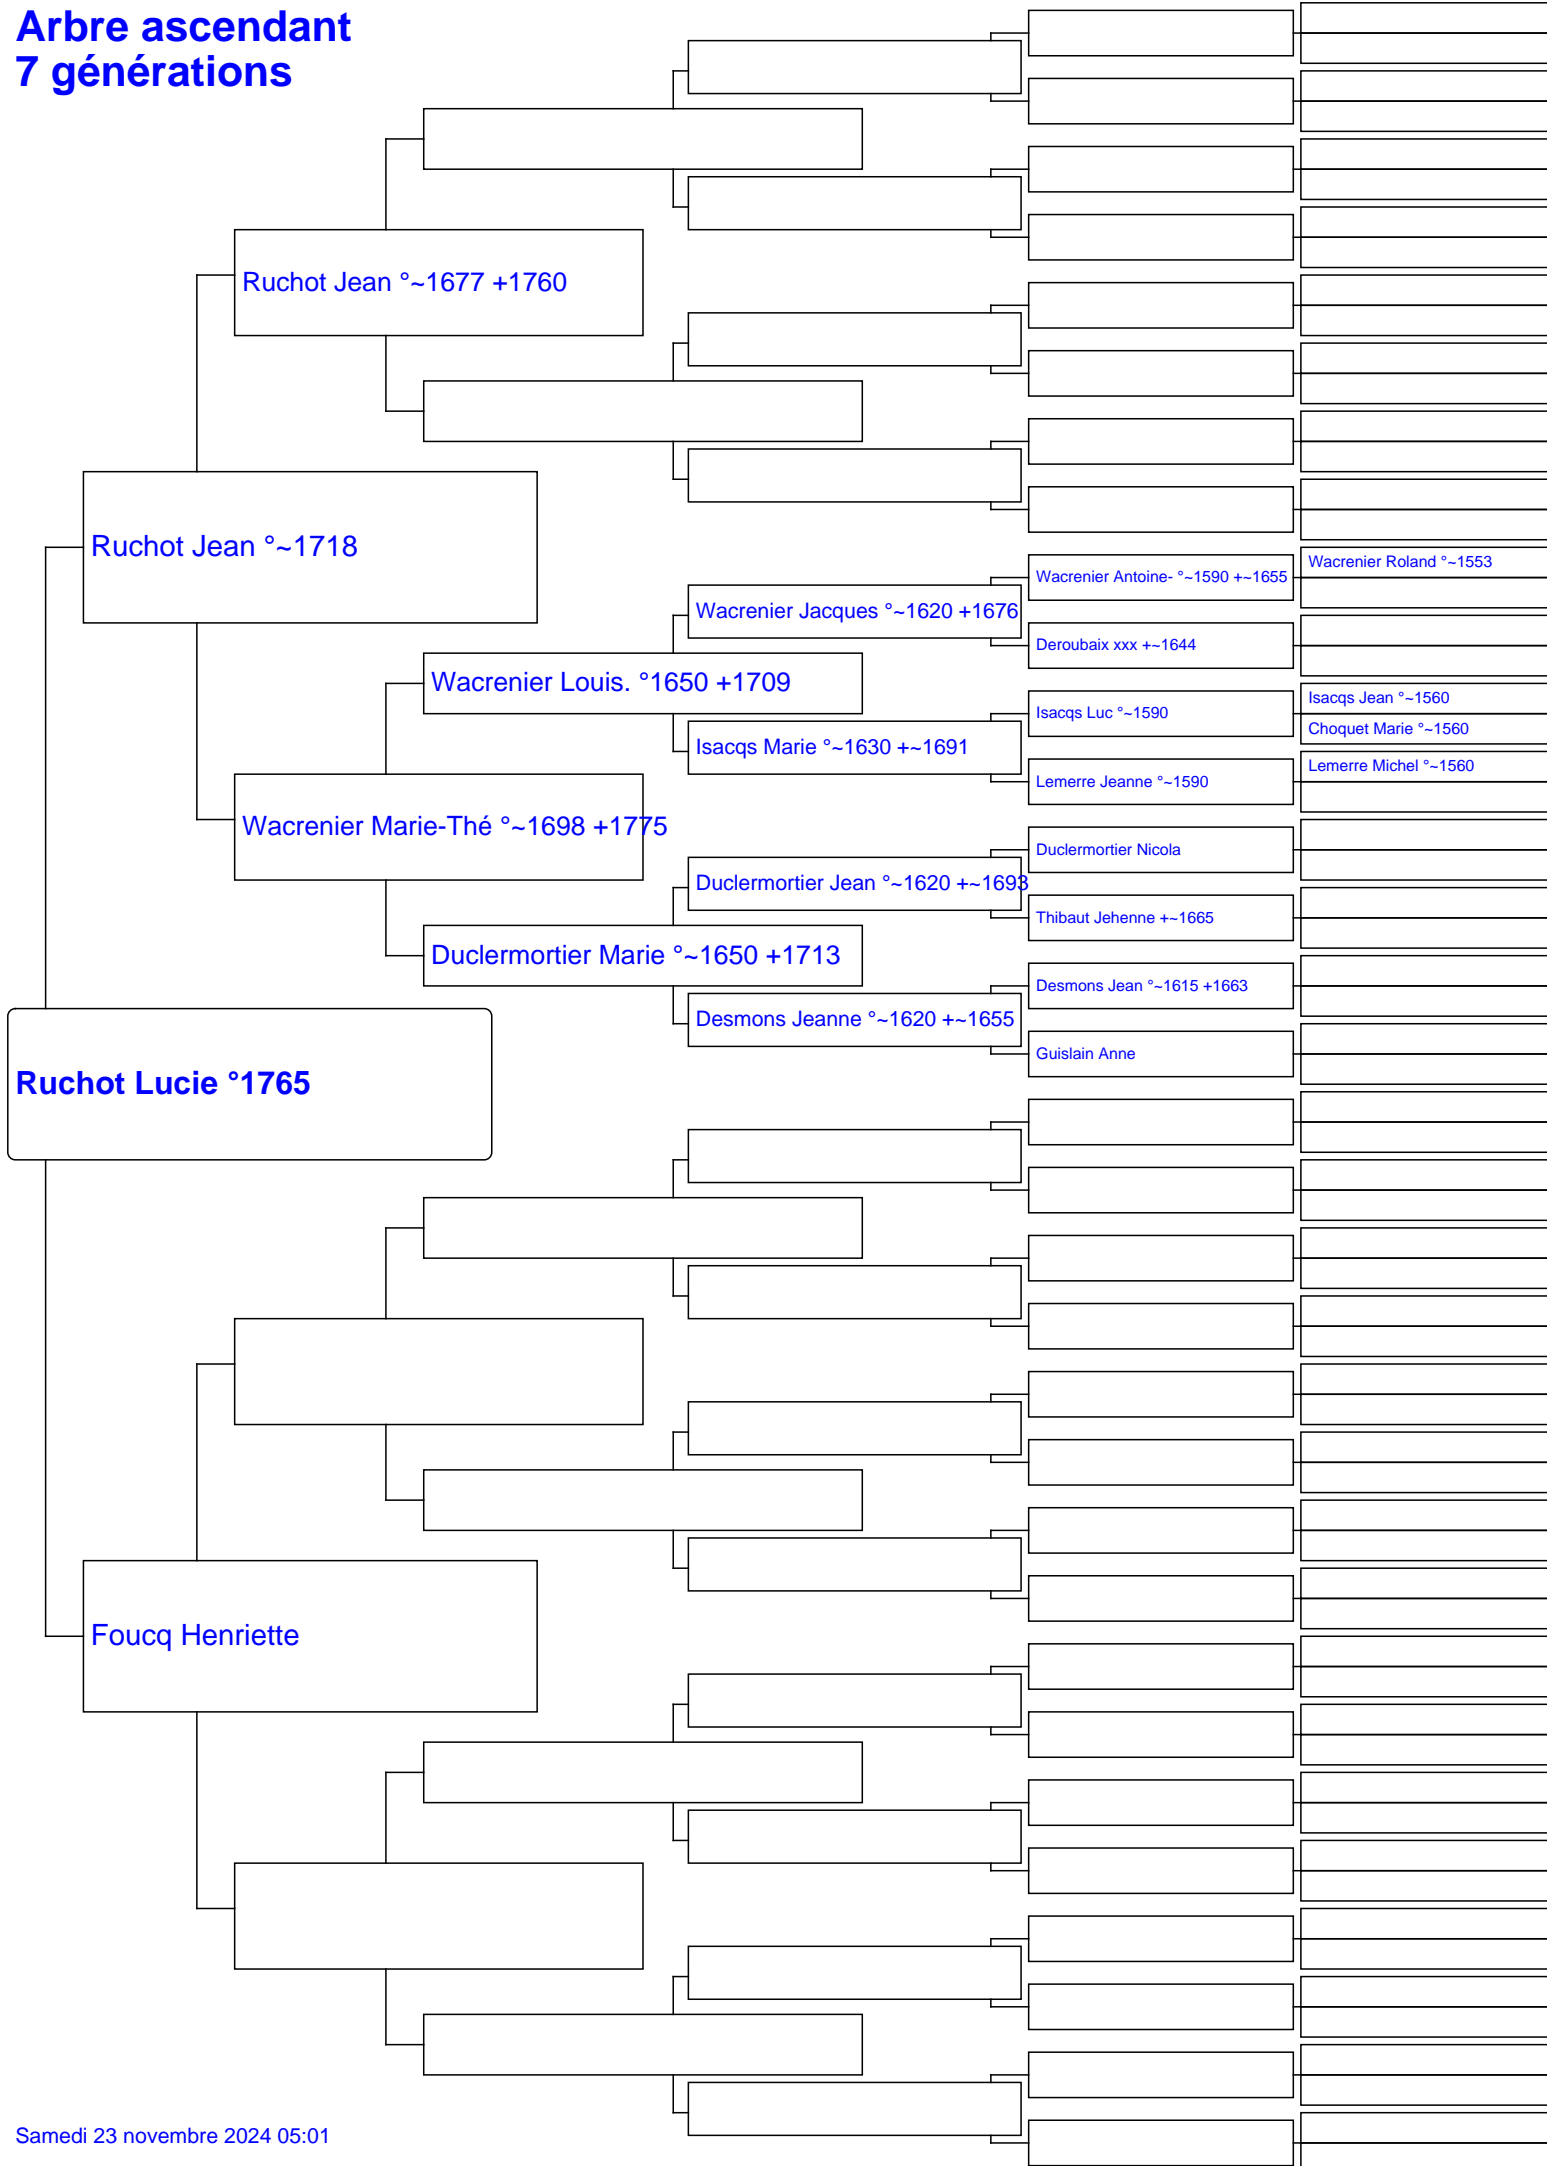 Arbre ascendant
7 générations
Ruchot Jean °~1677 +1760
Ruchot Jean °~1718
Wacrenier Antoine- °~1590 +~1655
Wacrenier Roland °~1553
Wacrenier Jacques °~1620 +1676
Deroubaix xxx +~1644
Wacrenier Louis. °1650 +1709
Isacqs Jean °~1560
Isacqs Luc °~1590
Choquet Marie °~1560
Isacqs Marie °~1630 +~1691
Lemerre Michel °~1560
Lemerre Jeanne °~1590
Wacrenier Marie-Thé °~1698 +1775
Duclermortier Nicola
Duclermortier Jean °~1620 +~1693
Thibaut Jehenne +~1665
Duclermortier Marie °~1650 +1713
Desmons Jean °~1615 +1663
Desmons Jeanne °~1620 +~1655
Guislain Anne
Ruchot Lucie °1765
Foucq Henriette
Samedi 23 novembre 2024 05:01